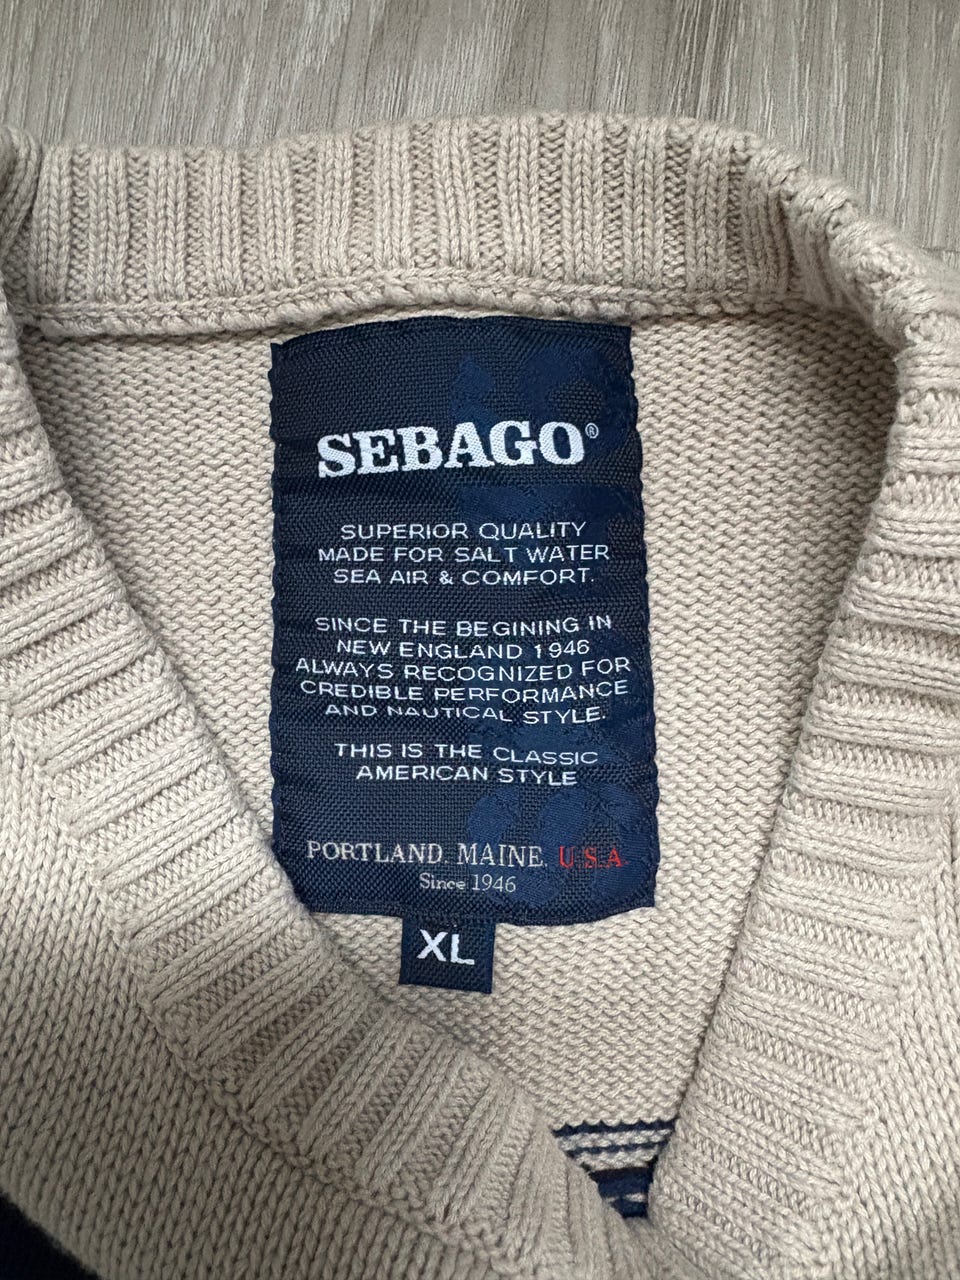 SEBAGO®
SUPERIOR QUALITY
MADE FOR SALT WATER
SEA AIR & COMFORT.
SINCE THE BEGINING IN
NEW ENGLAND 1946
ALWAYS RECOGNIZED FOR
CREDIBLE PERFORMANCE
AND NAUTICAL STYLE.
THIS IS THE CLASSIC
AMERICAN STYLE
PORTLAND, MAINE, U.S.A
Since 1946
XL